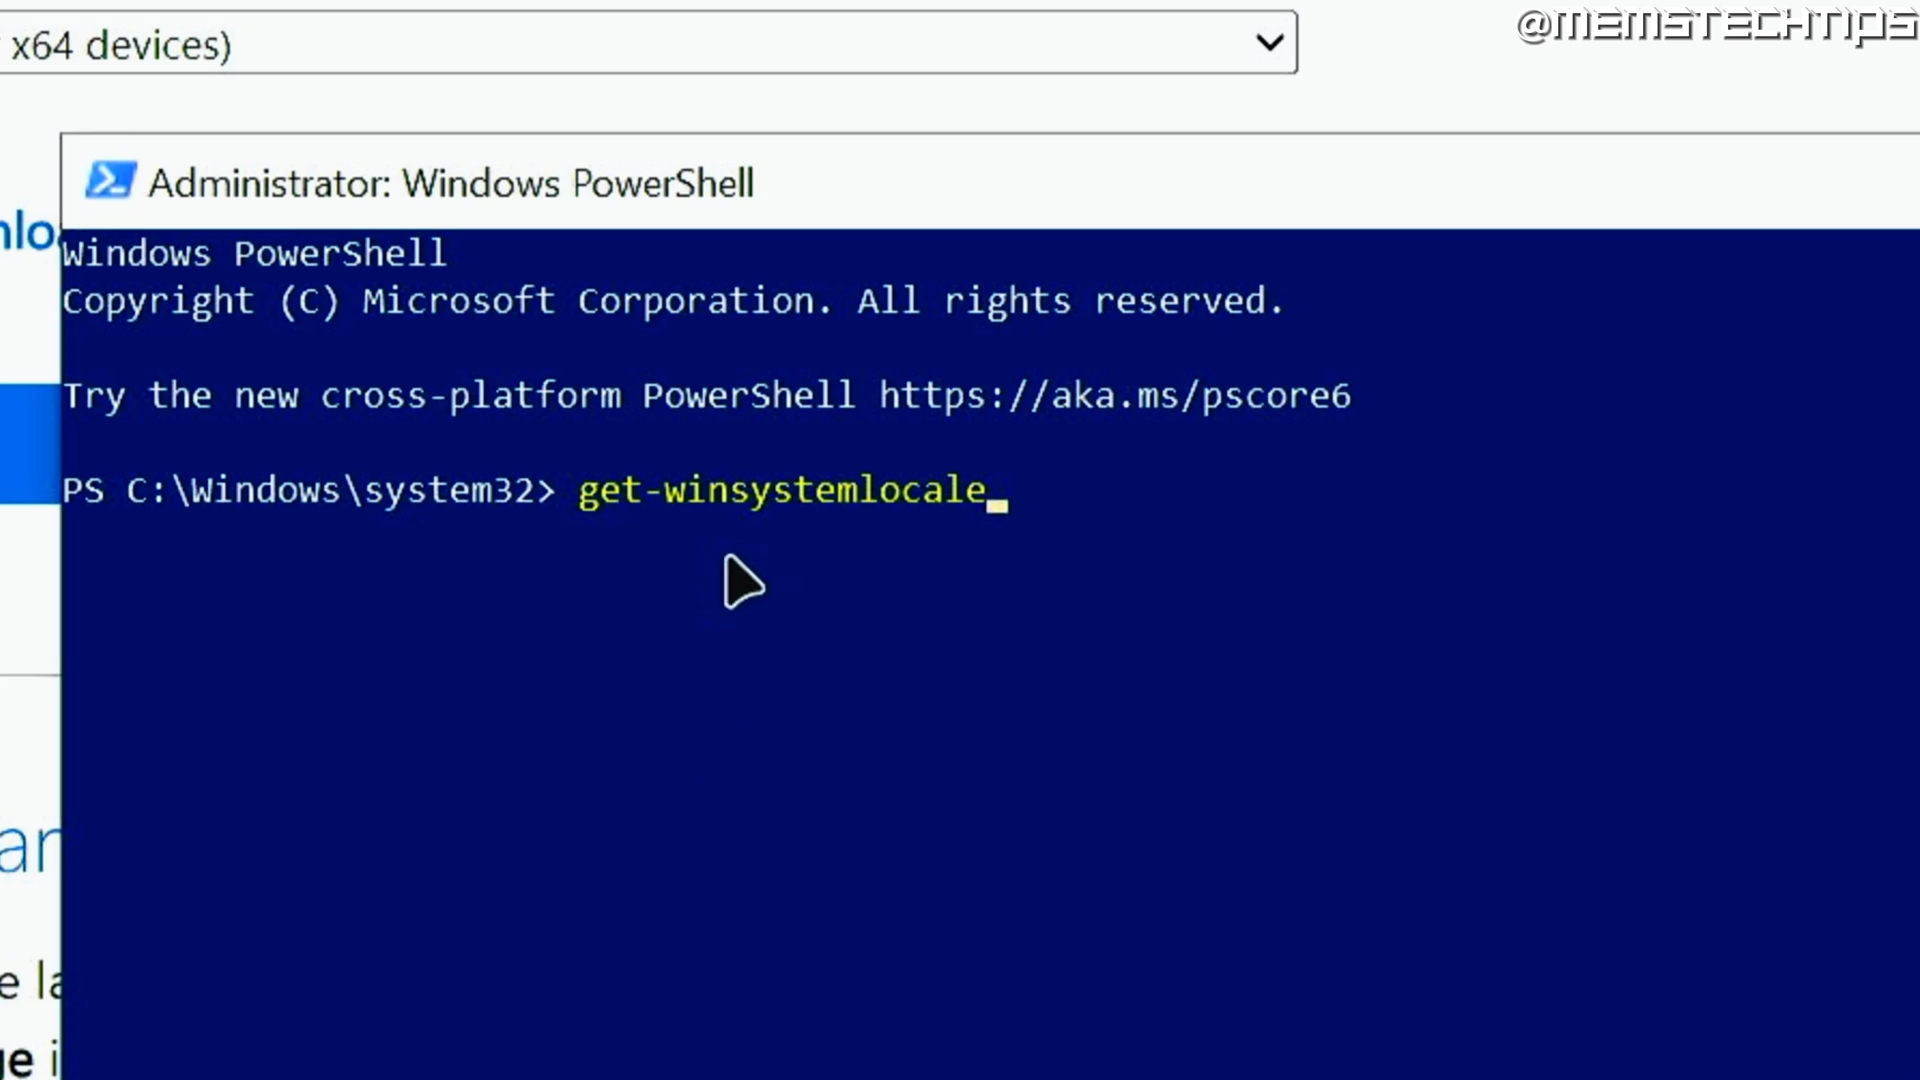 x64 devices)
@MEMSTECHTIPS
Administrator: Windows PowerShell
Windows PowerShell
Copyright (C) Microsoft Corporation. All rights reserved.
Try the new cross-platform PowerShell https://aka.ms/pscore6
PS C:\Windows\system32> get-winsystemlocale